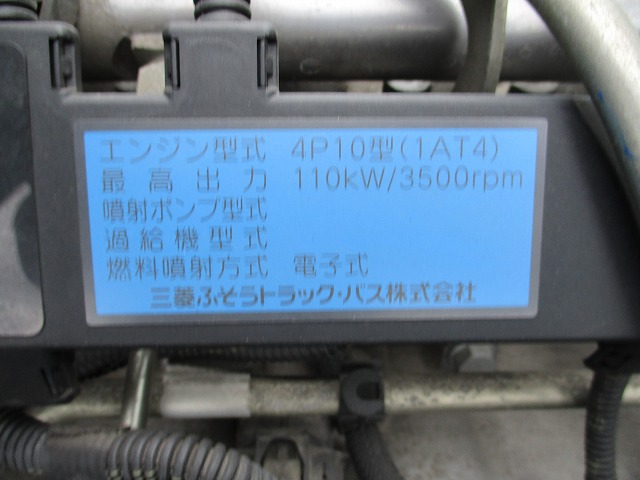 エンジン型式 4P10型(1AT4)
最高出力 110kW/3500rpm
噴射ポンプ型式
過給機型式
燃料噴射方式 電子式
三菱ふそうトラック・バス株式会社